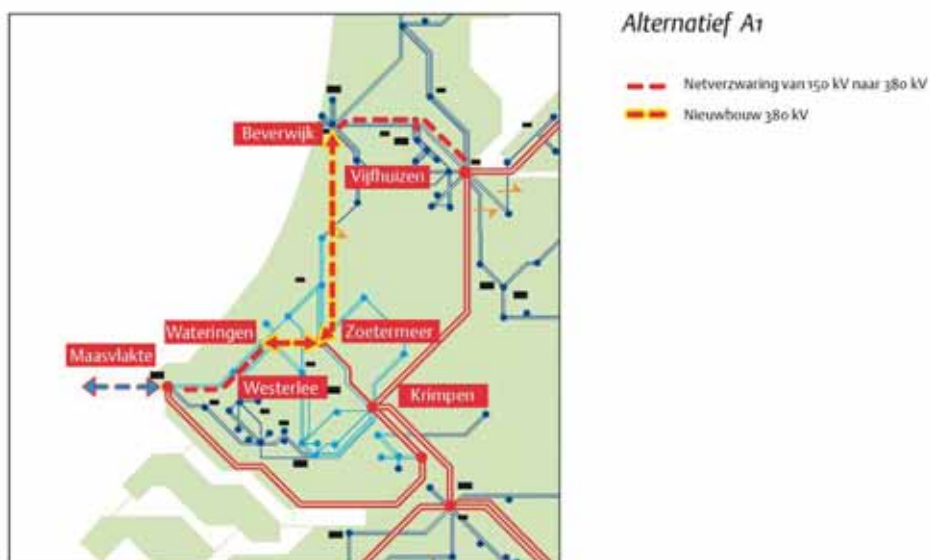 Alternatief A1
Netverzwaring van 150 kV naar 380 kV
Nieuwbouw 380 kV
Beverwijk
Vijfhuizen
Wateringen
Zoetermeer
Maasvlakte
Westerlee
Krimpen